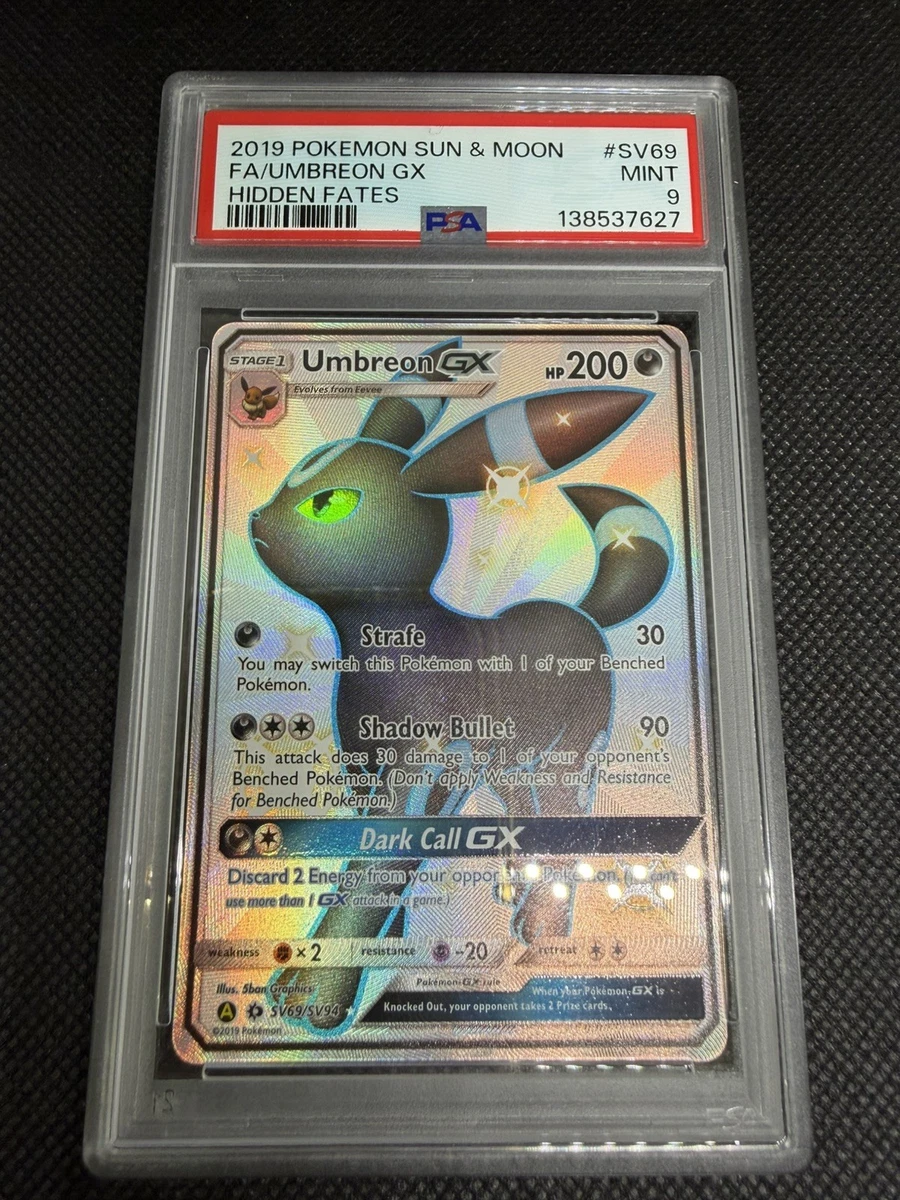 2019 POKEMON SUN & MOON #SV69
FA/UMBREON GX MINT
HIDDEN FATES 9
PSA 138537627
STAGE 1 Umbreon GX HP 200
Evolves from Eevee
Strafe 30
You may switch this Pokémon with 1 of your Benched
Pokémon.
Shadow Bullet 90
This attack does 30 damage to 1 of your opponent's
Benched Pokémon. (Don't apply Weakness and Resistance
for Benched Pokémon.)
Dark Call GX
Discard 2 Energy from your Pokémon.
use more than 1 GX attack in a game.)
weakness ×2 resistance -20 retreat
Illus. 5ban Graphics Pokémon-GX rule When your Pokémon-GX is
A SV69/SV94 Knocked Out, your opponent takes 2 Prize cards.
©2019 Pokémon